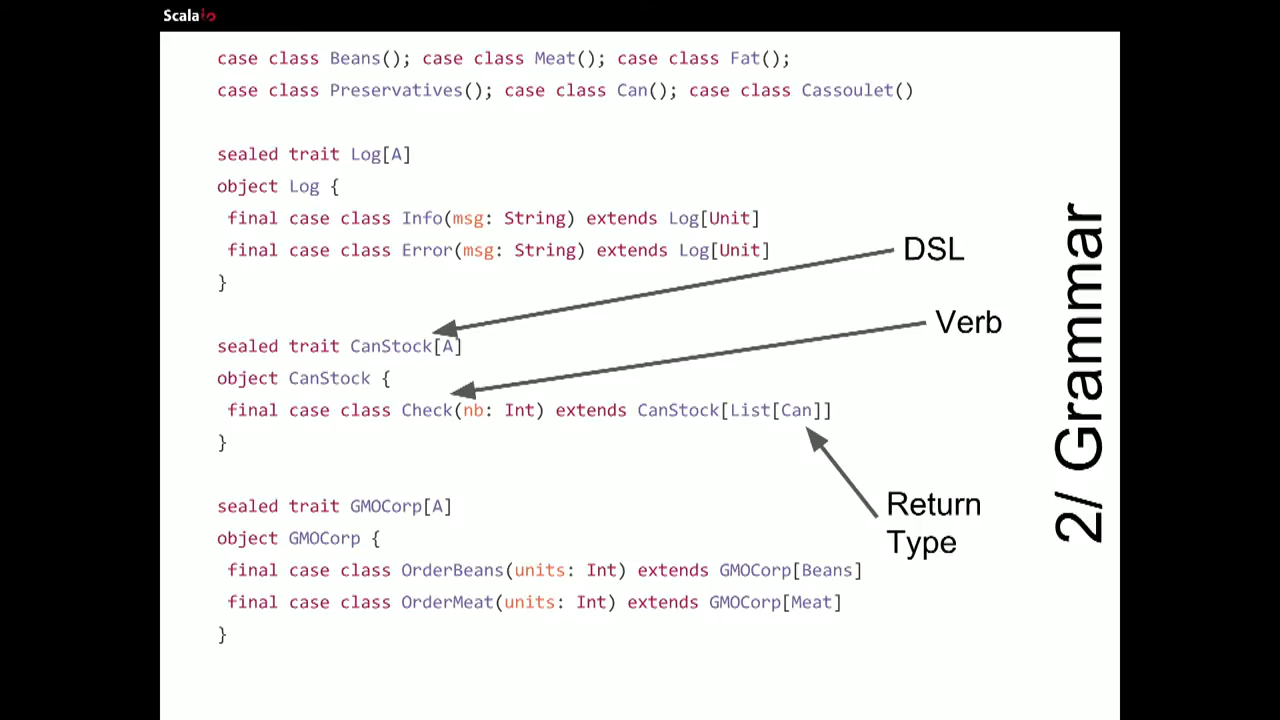 Scalaio
case class Beans(); case class Meat(); case class Fat();
case class Preservatives(); case class Can(); case class Cassoulet()
sealed trait Log[A]
object Log {
final case class Info(msg: String) extends Log[Unit]
final case class Error(msg: String) extends Log[Unit]
}
DSL
Verb
sealed trait CanStock[A]
object CanStock {
final case class Check(nb: Int) extends CanStock[List[Can]]
}
Return
Type
sealed trait GMOCorp[A]
object GMOCorp {
final case class OrderBeans(units: Int) extends GMOCorp[Beans]
final case class OrderMeat(units: Int) extends GMOCorp[Meat]
}
2/ Grammar